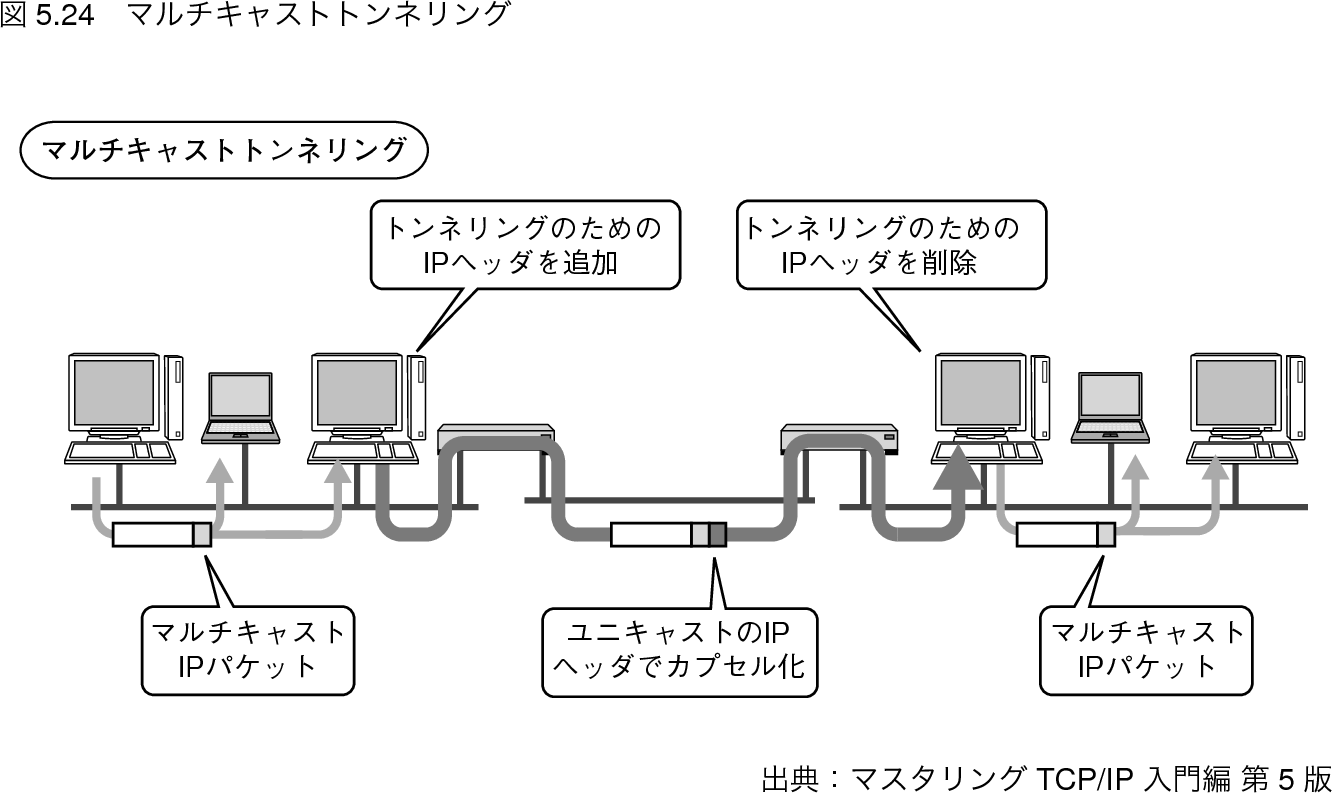 図 5.24　マルチキャストトンネリング
マルチキャストトンネリング
トンネリングのための
IPヘッダを追加
トンネリングのための
IPヘッダを削除
マルチキャスト
IPパケット
ユニキャストのIP
ヘッダでカプセル化
マルチキャスト
IPパケット
出典：マスタリング TCP/IP 入門編 第 5 版